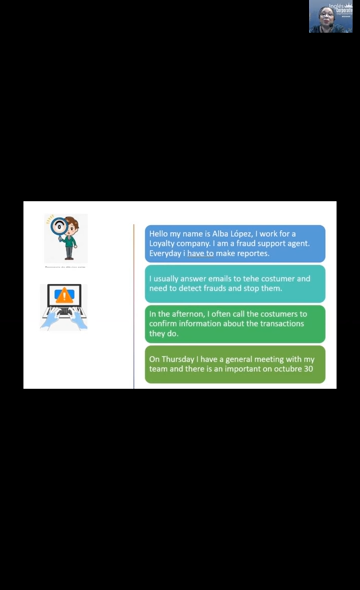 Hello my name is Alba López, I work for a
Loyalty company. I am a fraud support agent.
Everyday i have to make reportes.
I usually answer emails to tehe costumer and
need to detect frauds and stop them.
In the afternon, I often call the costumers to
confirm information about the transactions
they do.
On Thursday I have a general meeting with my
team and there is an important on octubre 30